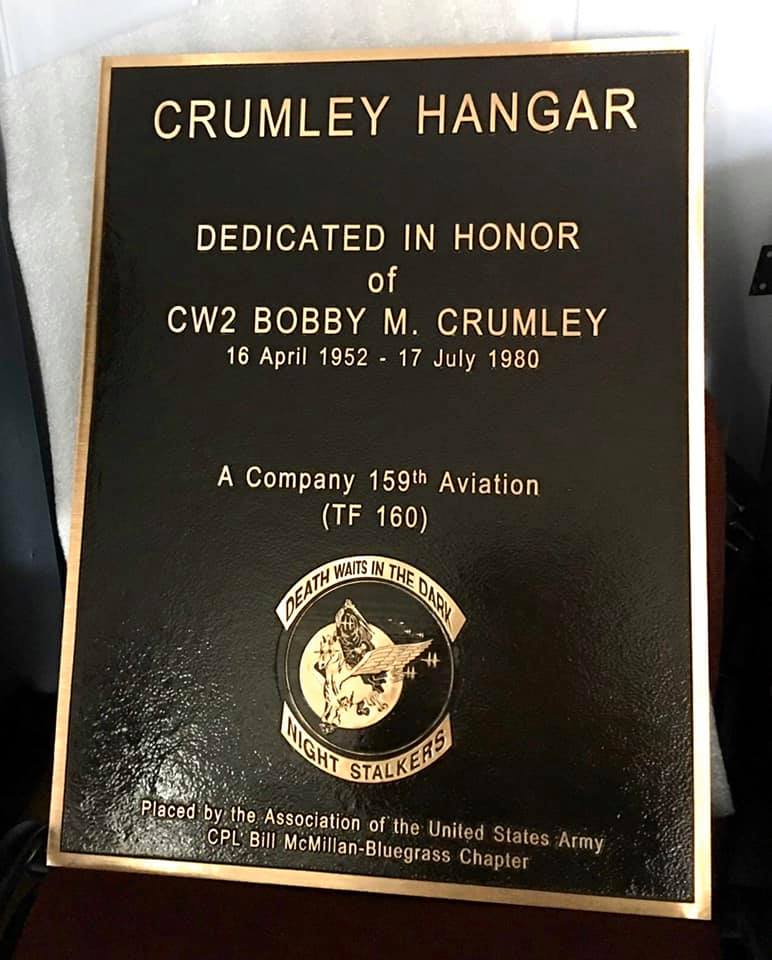 CRUMLEY HANGAR
DEDICATED IN HONOR
of
CW2 BOBBY M. CRUMLEY
16 April 1952 - 17 July 1980
A Company 159th Aviation
(TF 160)
DEATH WAITS IN THE DARK
NIGHT STALKERS
Placed by the Association of the United States Army
CPL Bill McMillan-Bluegrass Chapter